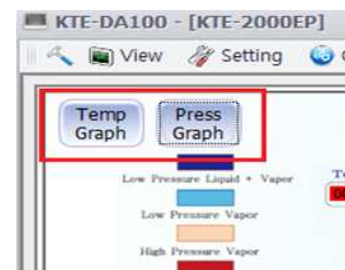 KTE-DA100 - [KTE-2000EP]
View Setting
Temp Graph
Press Graph
Low Pressure Liquid + Vapor
Low Pressure Vapor
High Pressure Vapor